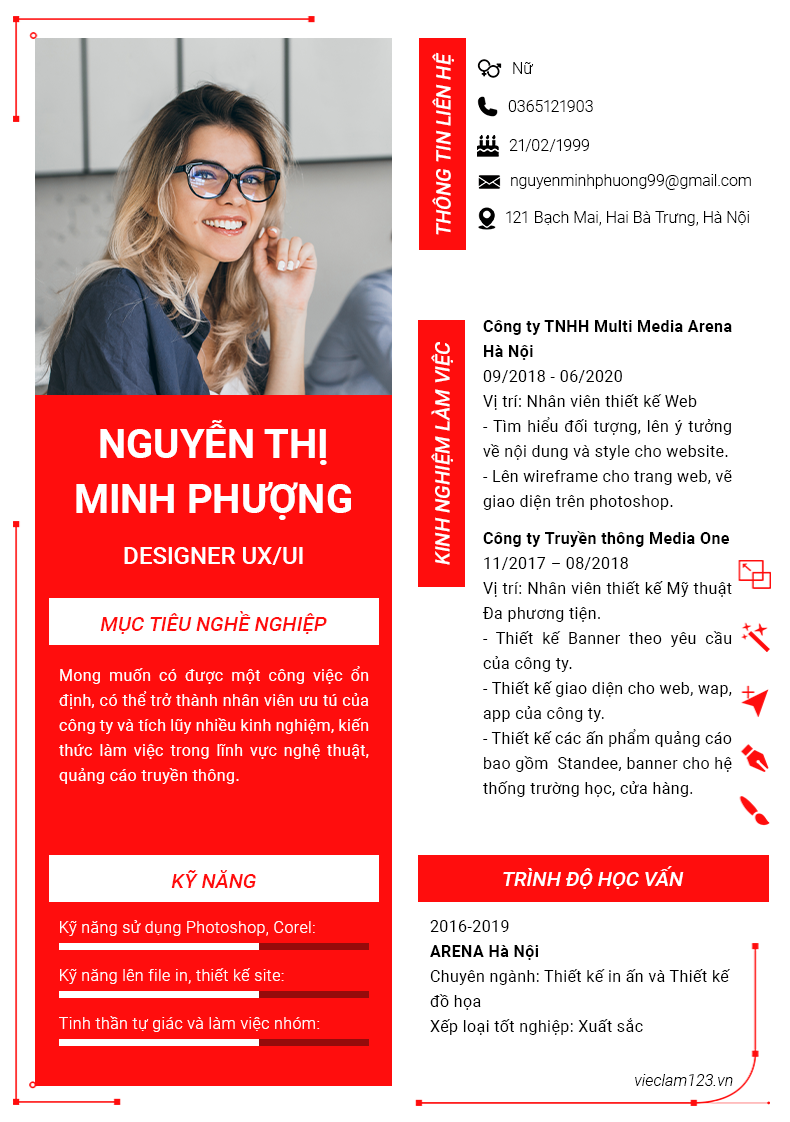 NGUYỄN THỊ
MINH PHƯỢNG
DESIGNER UX/UI
MỤC TIÊU NGHỀ NGHIỆP
Mong muốn có được một công việc ổn
định, có thể trở thành nhân viên ưu tú của
công ty và tích lũy nhiều kinh nghiệm, kiến
thức làm việc trong lĩnh vực nghệ thuật,
quảng cáo truyền thông.
KỸ NĂNG
Kỹ năng sử dụng Photoshop, Corel:
Kỹ năng lên file in, thiết kế site:
Tinh thần tự giác và làm việc nhóm:
THÔNG TIN LIÊN HỆ
Nữ
0365121903
21/02/1999
nguyenminhphuong99@gmail.com
121 Bạch Mai, Hai Bà Trưng, Hà Nội
KINH NGHIỆM LÀM VIỆC
Công ty TNHH Multi Media Arena
Hà Nội
09/2018 - 06/2020
Vị trí: Nhân viên thiết kế Web
- Tìm hiểu đối tượng, lên ý tưởng
về nội dung và style cho website.
- Lên wireframe cho trang web, vẽ
giao diện trên photoshop.
Công ty Truyền thông Media One
11/2017 – 08/2018
Vị trí: Nhân viên thiết kế Mỹ thuật
Đa phương tiện.
- Thiết kế Banner theo yêu cầu
của công ty.
- Thiết kế giao diện cho web, wap,
app của công ty.
- Thiết kế các ấn phẩm quảng cáo
bao gồm Standee, banner cho hệ
thống trường học, cửa hàng.
TRÌNH ĐỘ HỌC VẤN
2016-2019
ARENA Hà Nội
Chuyên ngành: Thiết kế in ấn và Thiết kế
đồ họa
Xếp loại tốt nghiệp: Xuất sắc
vieclam123.vn